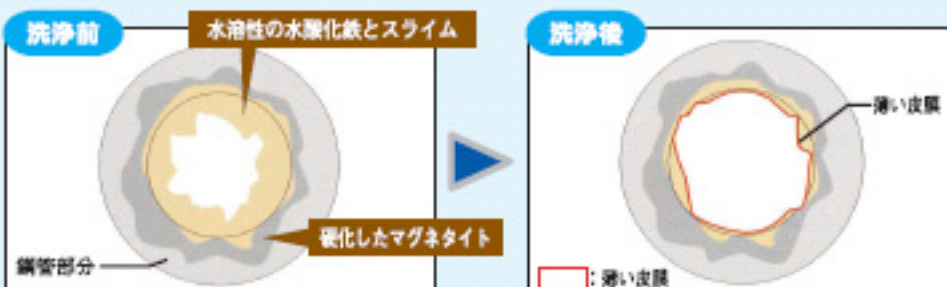 洗浄前
水溶性の水酸化鉄とスライム
硬化したマグネタイト
鋼管部分
洗浄後
薄い皮膜
：薄い皮膜